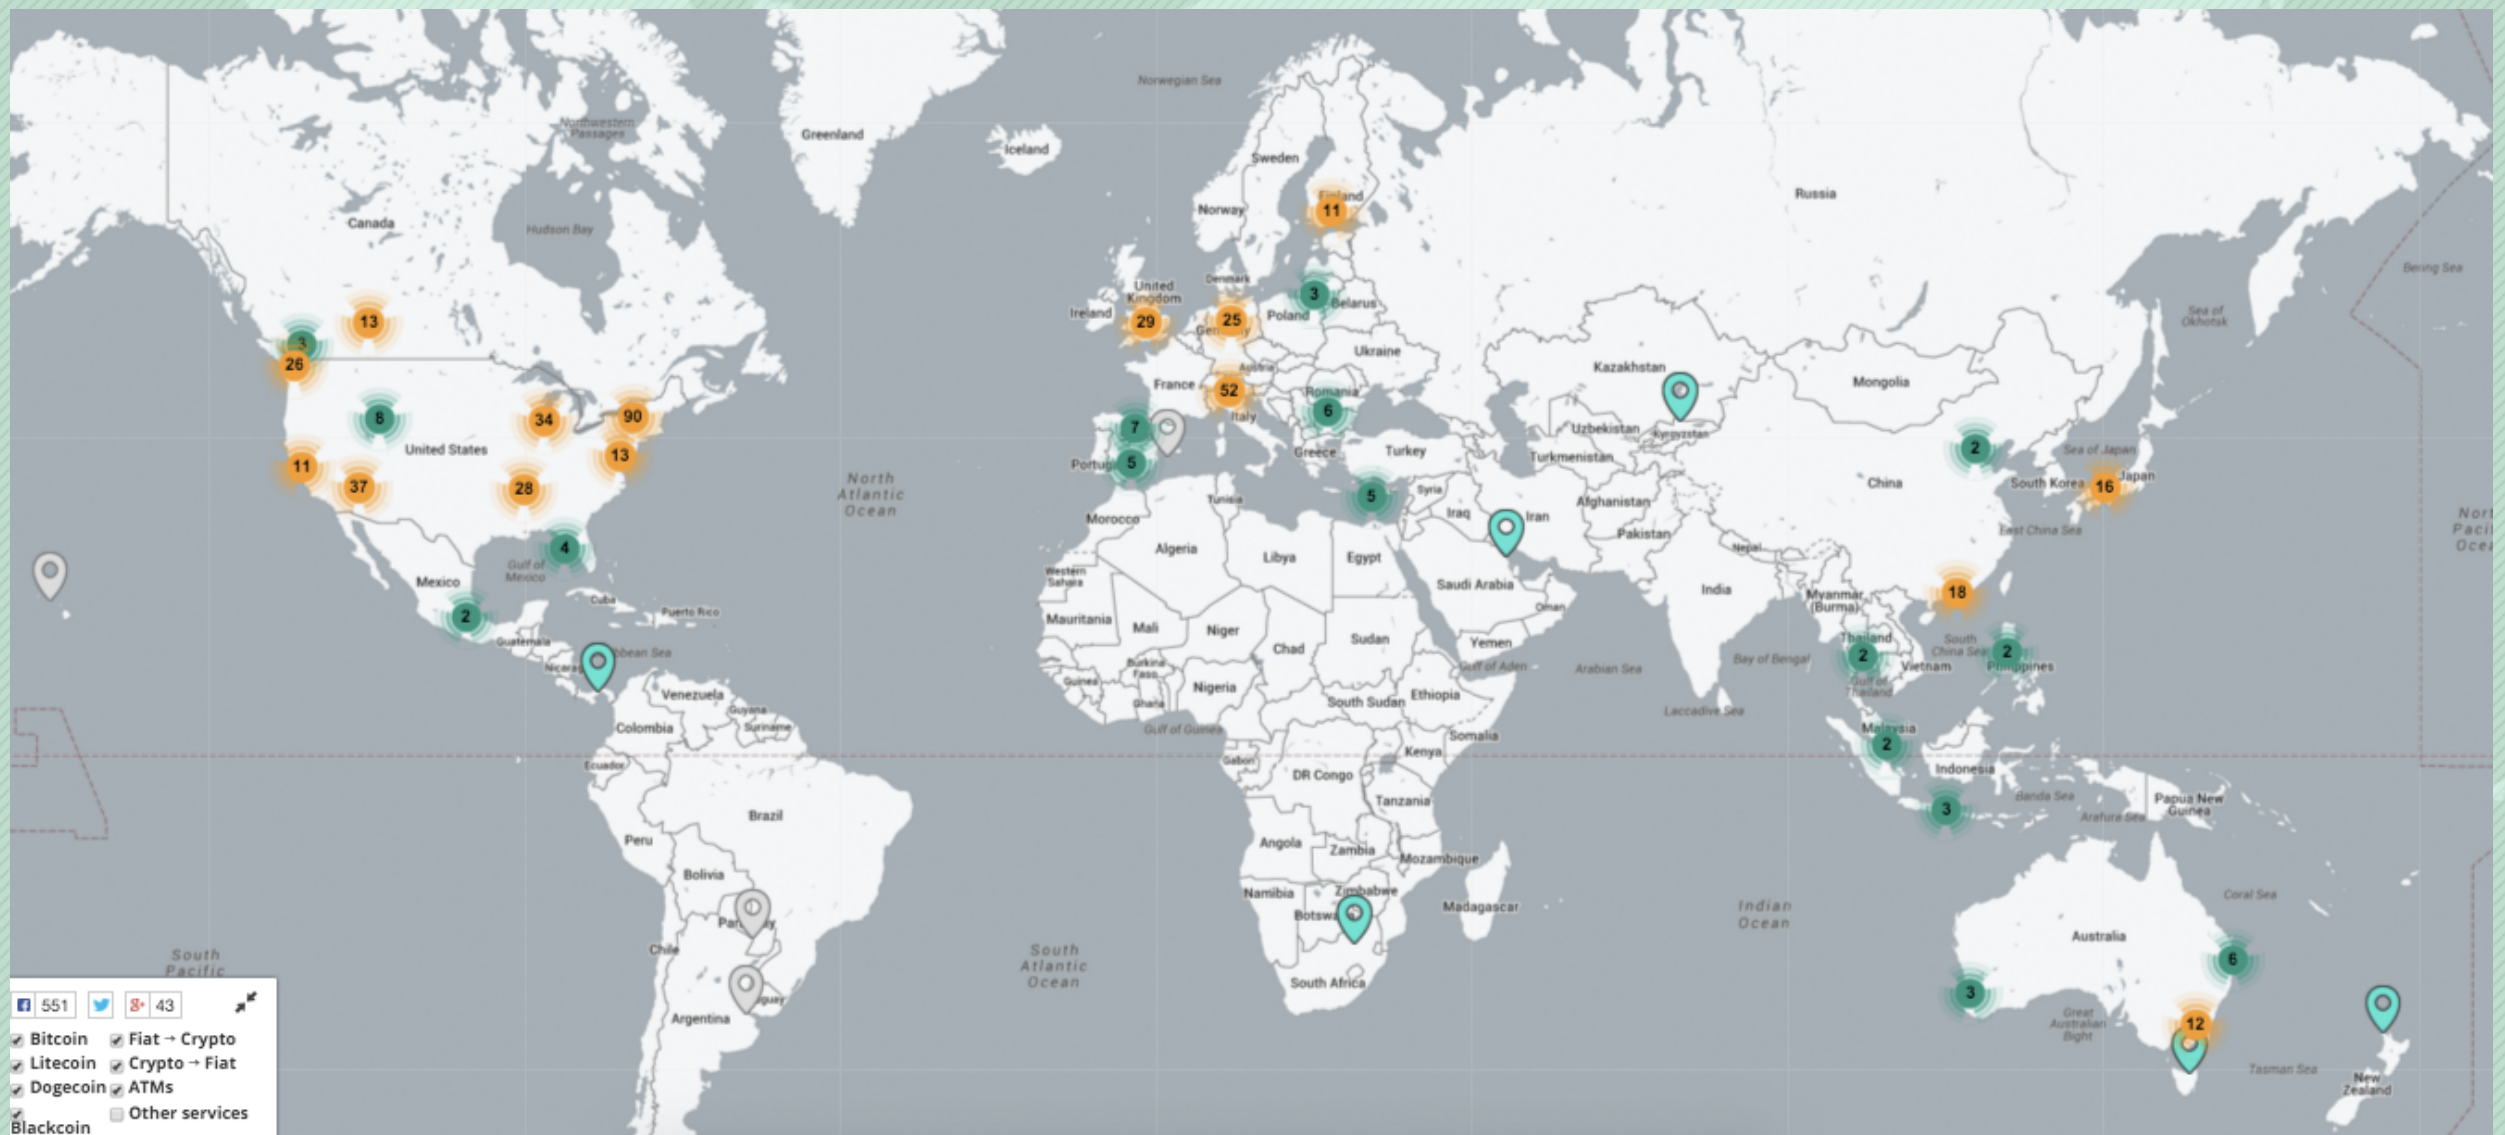 Norwegian Sea
Northwestern
Passages
Greenland
Iceland
Sweden
Finland
11
Norway
Russia
Canada
Hudson Bay
Bering Sea
Denmark
United
Kingdom
Ireland
29
25
3
Belarus
Poland
Sea of
Okhotsk
13
3
26
Ukraine
Kazakhstan
Mongolia
Austria
France
52
Romania
6
Italy
8
34
90
United States
13
11
37
28
7
5
Greece
Turkey
Uzbekistan
Kyrgyzstan
Turkmenistan
2
Sea of Japan
Japan
South Korea
16
China
North
Atlantic
Ocean
Tunisia
5
Syria
Iraq
Iran
Afghanistan
Pakistan
Morocco
East China Sea
Algeria
Libya
Egypt
Nepal
4
Gulf of
Mexico
Mexico
2
Cuba
Puerto Rico
Guatemala
Western
Sahara
Saudi Arabia
Oman
India
Myanmar
(Burma)
18
Mauritania
Mali
Niger
Chad
Sudan
Yemen
Thailand
2
Vietnam
South
China Sea
2
Philippines
Gulf of
Thailand
Burkina
Faso
Guinea
Ghana
Nigeria
South Sudan
Ethiopia
Gulf of Aden
Arabian Sea
Bay of Bengal
Laccadive Sea
Venezuela
Guyana
Suriname
Colombia
Ecuador
Gulf of Guinea
Gabon
DR Congo
Kenya
Somalia
Tanzania
Malaysia
2
Indonesia
3
Banda Sea
Papua New
Guinea
Arafura Sea
Peru
Brazil
Bolivia
Chile
Argentina
Angola
Zambia
Mozambique
Namibia
Zimbabwe
Madagascar
South Africa
South
Atlantic
Ocean
Indian
Ocean
Coral Sea
Australia
6
3
12
Great
Australian
Bight
Tasman Sea
New
Zealand
South
Pacific
551
43
Bitcoin
Fiat → Crypto
Litecoin
Crypto → Fiat
Dogecoin
ATMs
Blackcoin
Other services